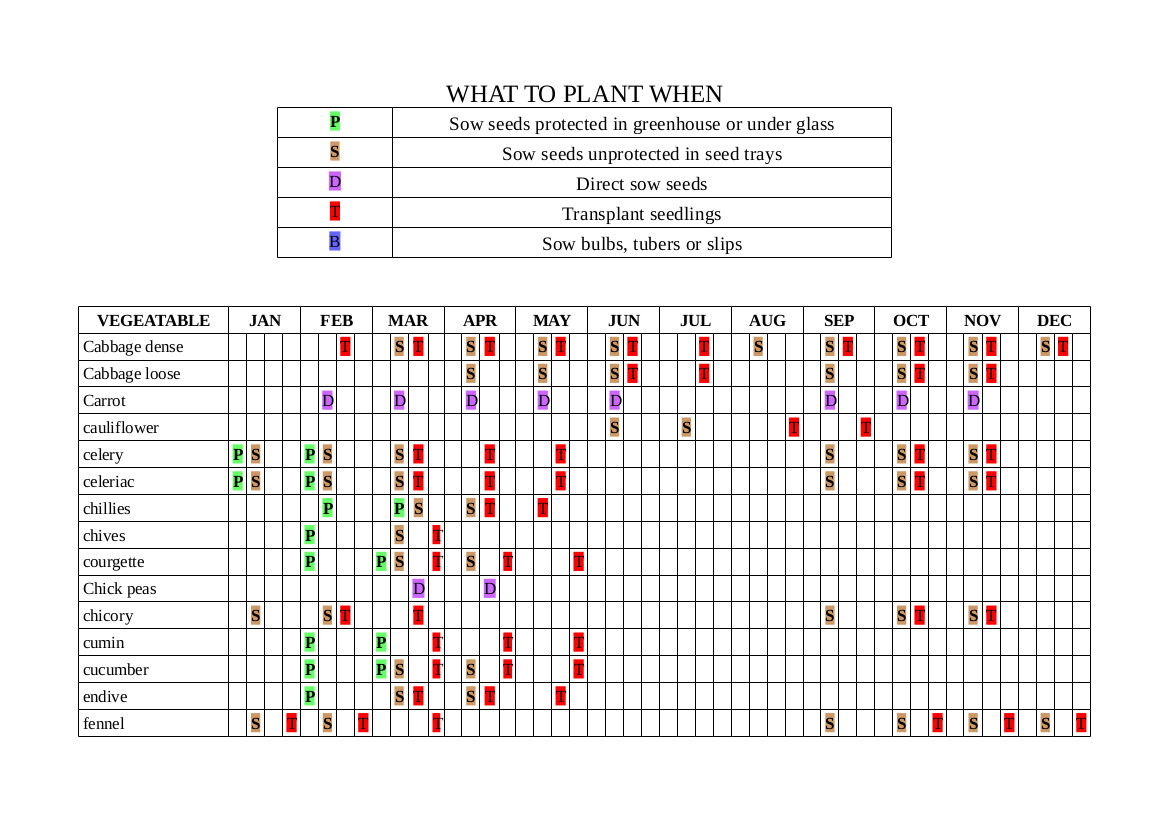 WHAT TO PLANT WHEN
P Sow seeds protected in greenhouse or under glass
S Sow seeds unprotected in seed trays
D Direct sow seeds
T Transplant seedlings
B Sow bulbs, tubers or slips
VEGEATABLE JAN FEB MAR APR MAY JUN JUL AUG SEP OCT NOV DEC
Cabbage dense T S T S T S T S T T S S T S T S T S T
Cabbage loose S S S T T S S T S T
Carrot D D D D D D D D
cauliflower S S T T
celery P S P S S T T T S S T S T
celeriac P S P S S T T T S S T S T
chillies P P S S T T
chives P S T
courgette P P S T S T T
Chick peas D D
chicory S S T T S S T S T
cumin P P T T T
cucumber P P S T S T T
endive P S T S T T
fennel S T S T T S S T S T S T